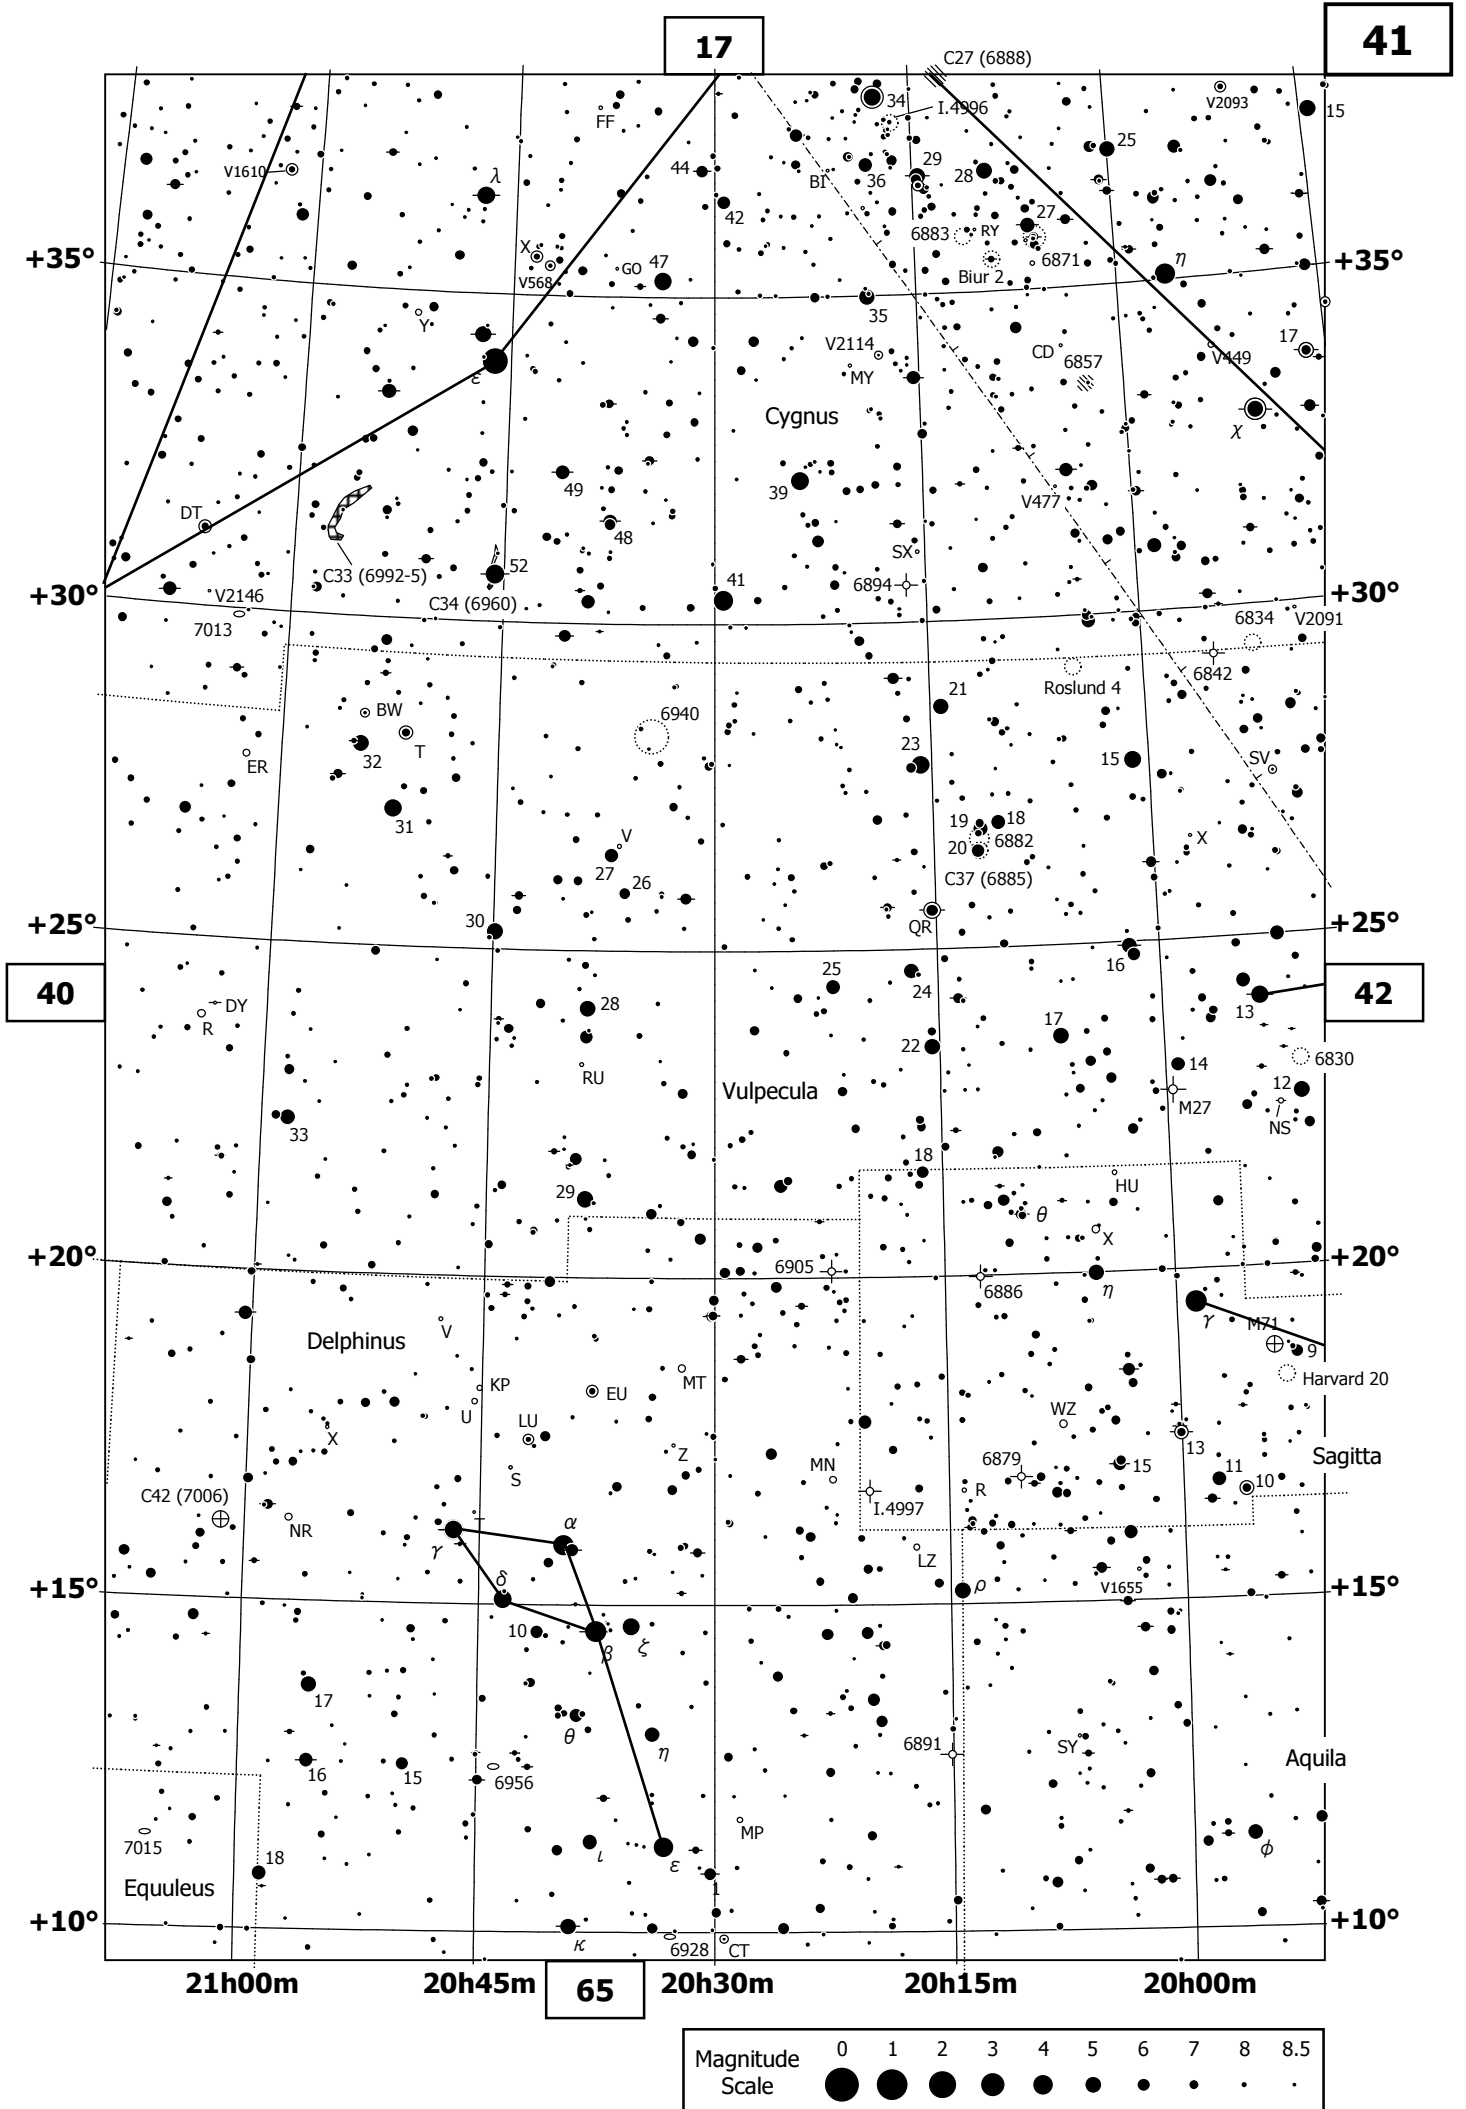 17
41
C27 (6888)
34
I.4996
V2093
15
FF
V1610
λ
44
42
BI
36
29
28
25
27
6883
RY
6871
Biur 2
η
X
V568
GO
47
+35°
+35°
35
Y
ε
V2114
MY
CD
6857
V449
17
χ
Cygnus
49
39
V477
DT
48
C33 (6992-5)
52
C34 (6960)
SX
6894
41
+30°
+30°
V2146
7013
6834
V2091
6842
Roslund 4
BW
T
32
ER
6940
21
23
15
SV
31
V
27
26
19
18
6882
20
C37 (6885)
X
30
QR
+25°
+25°
16
40
42
25
24
13
DY
R
28
22
17
14
6830
RU
Vulpecula
M27
12
NS
33
18
HU
29
θ
X
+20°
+20°
6905
6886
η
γ
M71
9
Harvard 20
Delphinus
V
KP
U
EU
MT
LU
WZ
X
S
Z
MN
6879
13
15
11
10
Sagitta
C42 (7006)
NR
I.4997
R
T
γ
α
LZ
δ
+15°
+15°
ρ
V1655
10
β
ζ
17
θ
η
6891
SY
Aquila
16
15
6956
7015
MP
ι
ε
φ
18
Equuleus
1
+10°
+10°
κ
6928
CT
21h00m
20h45m
20h30m
20h15m
20h00m
65
Magnitude Scale
0 1 2 3 4 5 6 7 8 8.5